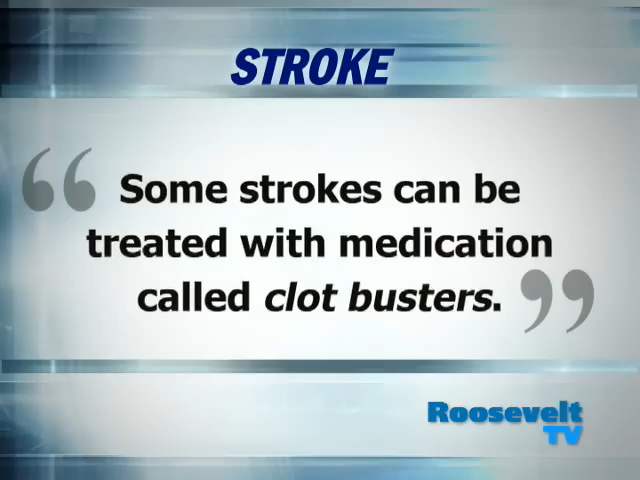 STROKE
“Some strokes can be
treated with medication
called clot busters.”
Roosevelt
TV